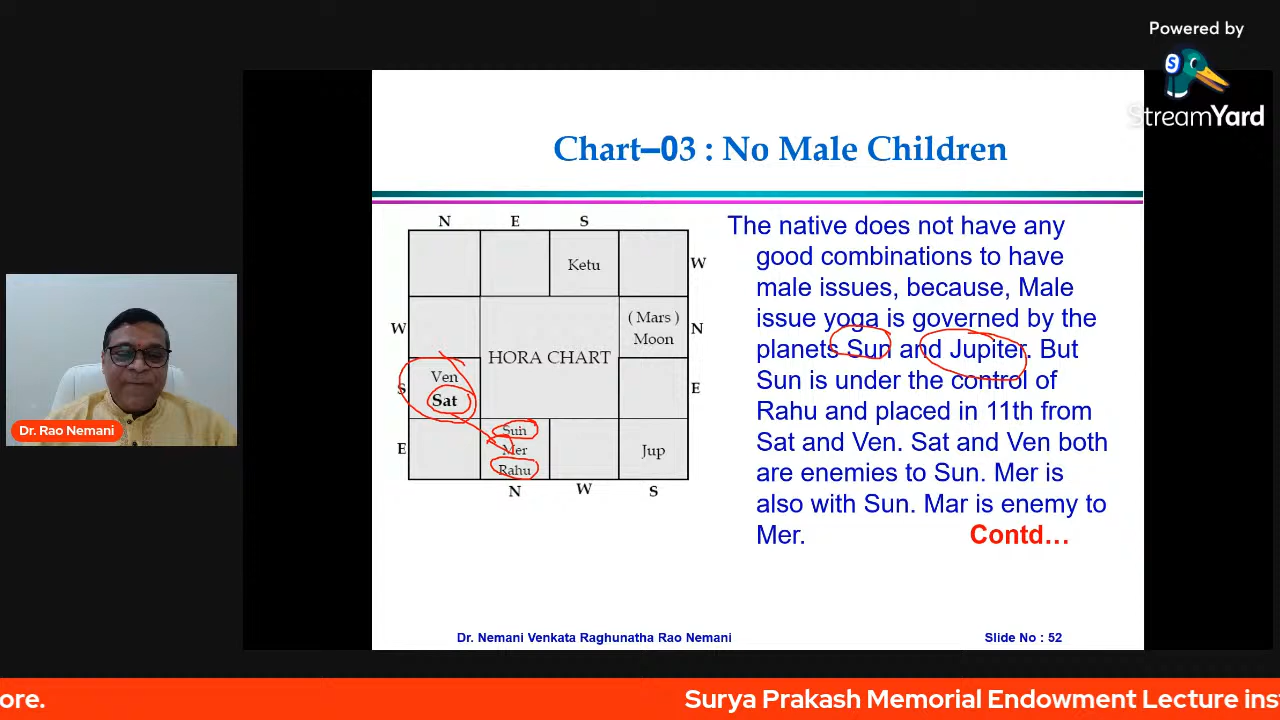 Powered by
StreamYard
Chart–03 : No Male Children
N E S
Ketu
W
W
( Mars )
Moon
N
HORA CHART
S
Ven
Sat
E
E
Sun
Mer
Rahu
Jup
N W S
The native does not have any
good combinations to have
male issues, because, Male
issue yoga is governed by the
planets Sun and Jupiter. But
Sun is under the control of
Rahu and placed in 11th from
Sat and Ven. Sat and Ven both
are enemies to Sun. Mer is
also with Sun. Mar is enemy to
Mer. Contd...
Dr. Rao Nemani
Dr. Nemani Venkata Raghunatha Rao Nemani
Slide No : 52
ore. Surya Prakash Memorial Endowment Lecture ins